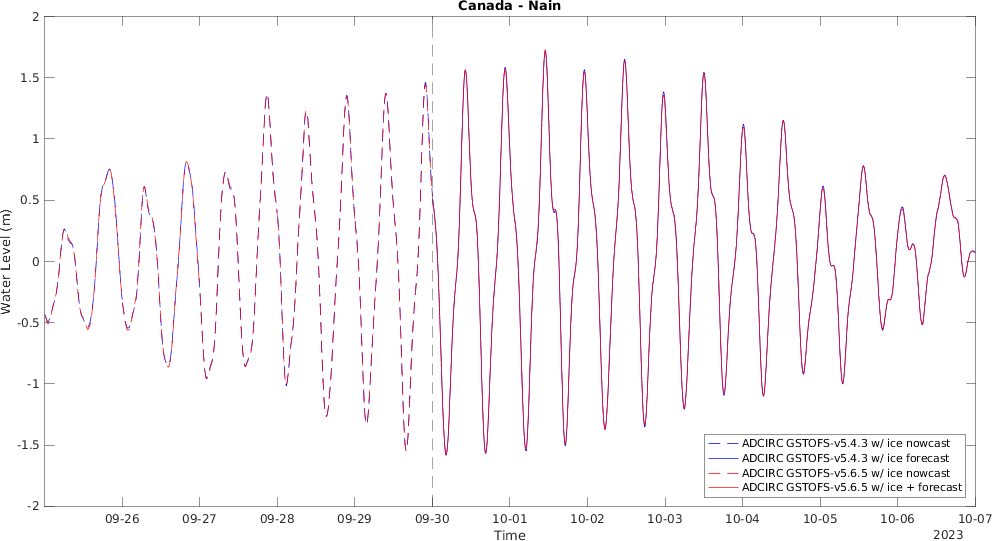 Canada - Nain
2
1.5
1
0.5
0
-0.5
-1
-1.5
-2
Water Level (m)
ADCIRC GSTOFS-v5.4.3 w/ ice nowcast
ADCIRC GSTOFS-v5.4.3 w/ ice forecast
ADCIRC GSTOFS-v5.6.5 w/ ice nowcast
ADCIRC GSTOFS-v5.6.5 w/ ice + forecast
09-26 09-27 09-28 09-29 09-30 10-01 10-02 10-03 10-04 10-05 10-06 10-07
Time
2023